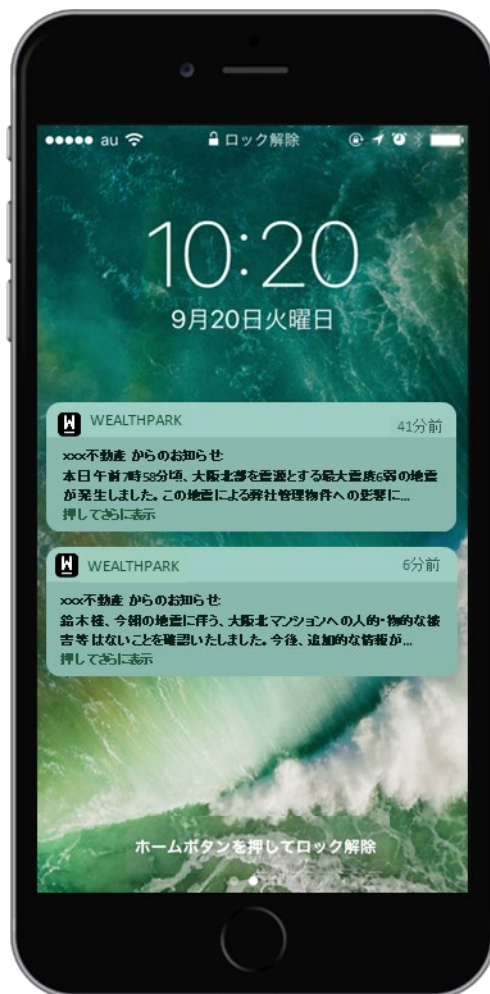 au ロック解除
10:20
9月20日火曜日
WEALTHPARK 41分前
xxx不動産 からのお知らせ:
本日午前7時58分頃、大阪北部を震源とする最大震度6弱の地震
が発生しました。この地震による弊社管理物件への影響に...
押してさらに表示
WEALTHPARK 6分前
xxx不動産 からのお知らせ:
鈴木様、今朝の地震に伴う、大阪北マンションへの人的・物的な被
害等はないことを確認いたしました。今後、追加的な情報が...
押してさらに表示
ホームボタンを押してロック解除